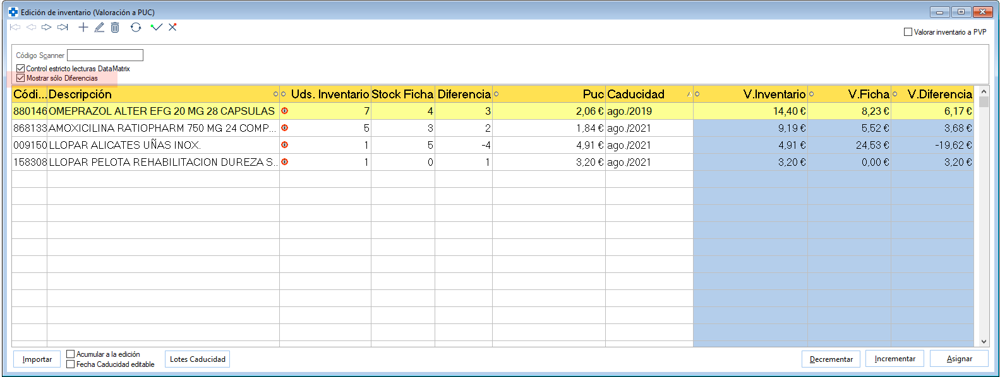 Edición de inventario (Valoración a PUC)
Valorar inventario a PVP
Código Scanner
Control estricto lecturas DataMatrix
Mostrar sólo Diferencias
Códi... Descripción Uds. Inventario Stock Ficha Diferencia Puc Caducidad V.Inventario V.Ficha V.Diferencia
880146 OMEPRAZOL ALTER EFG 20 MG 28 CAPSULAS 7 4 3 2,06 € ago./2019 14,40 € 8,23 € 6,17 €
868133 AMOXICILINA RATIOPHARM 750 MG 24 COMP... 5 3 2 1,84 € ago./2021 9,19 € 5,52 € 3,68 €
009150 LLOPAR ALICATES UÑAS INOX. 1 5 -4 4,91 € ago./2021 4,91 € 24,53 € -19,62 €
158308 LLOPAR PELOTA REHABILITACION DUREZA S... 1 0 1 3,20 € ago./2021 3,20 € 0,00 € 3,20 €
Importar
Acumular a la edición
Fecha Caducidad editable
Lotes Caducidad
Decrementar
Incrementar
Asignar